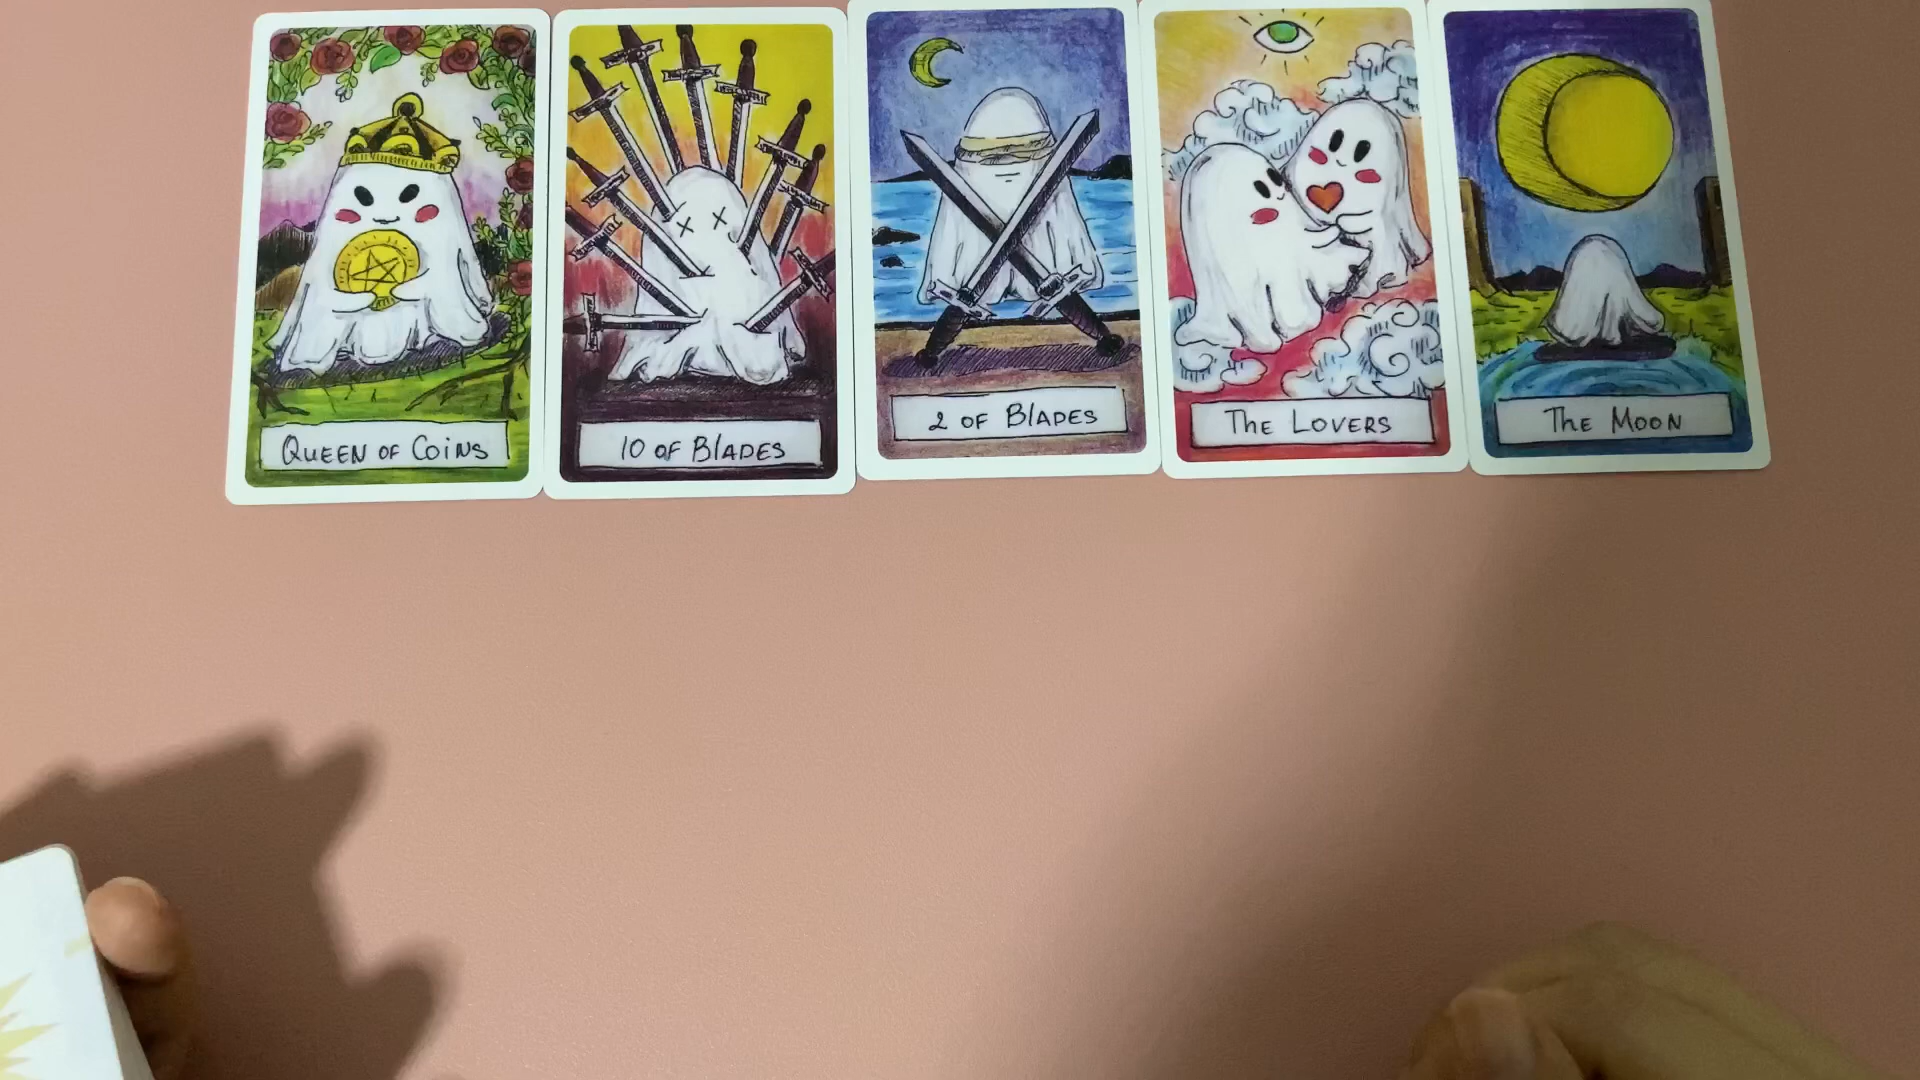 Queen of Coins
10 of Blades
2 of Blades
The Lovers
The Moon